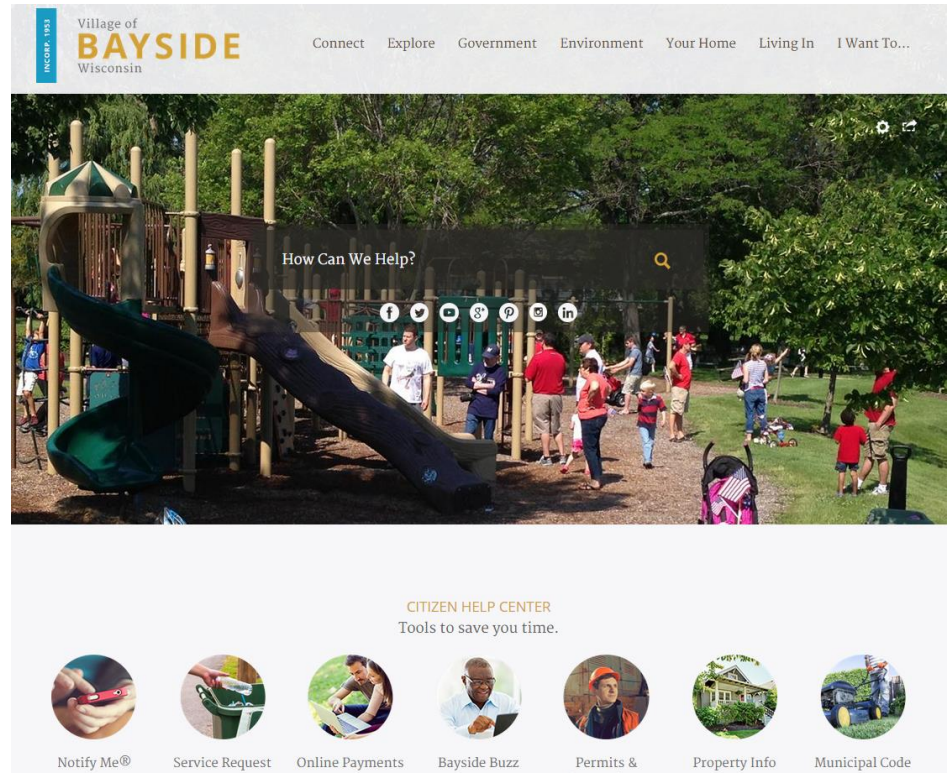 INCORP. 1953
Village of
BAYSIDE
Wisconsin
Connect Explore Government Environment Your Home Living In I Want To...
How Can We Help?
CITIZEN HELP CENTER
Tools to save you time.
Notify Me® Service Request Online Payments Bayside Buzz Permits & Property Info Municipal Code